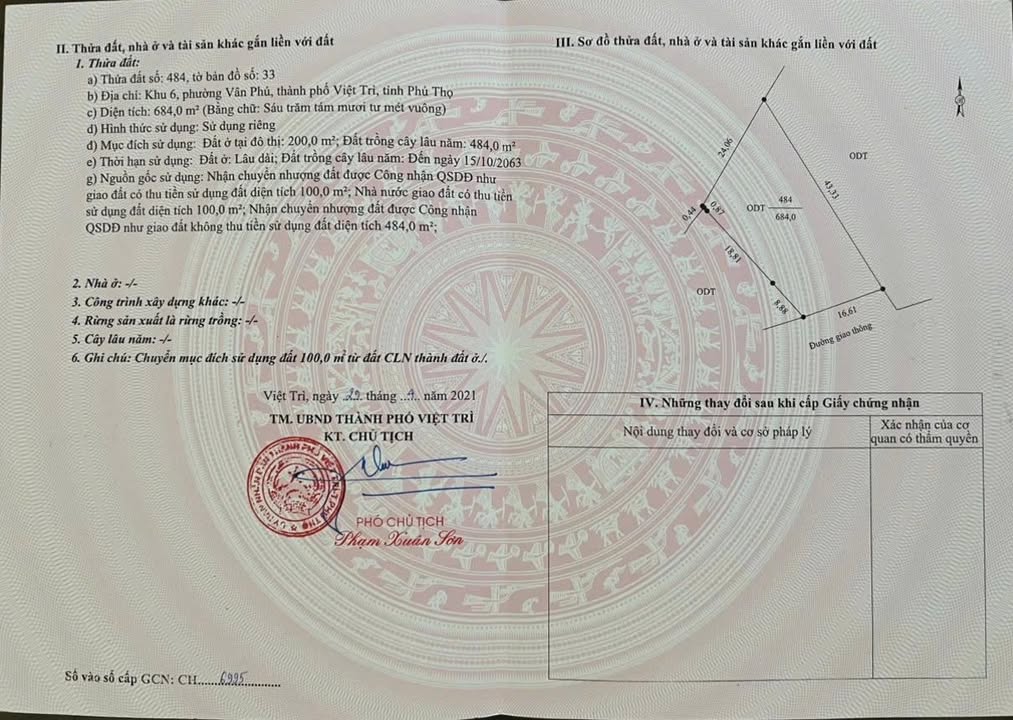 II. Thửa đất, nhà ở và tài sản khác gắn liền với đất
1. Thửa đất:
a) Thửa đất số: 484, tờ bản đồ số: 33
b) Địa chỉ: Khu 6, phường Vân Phú, thành phố Việt Trì, tỉnh Phú Thọ
c) Diện tích: 684,0 m² (Bằng chữ: Sáu trăm tám mươi tư mét vuông)
d) Hình thức sử dụng: Sử dụng riêng
đ) Mục đích sử dụng: Đất ở tại đô thị: 200,0 m²; Đất trồng cây lâu năm: 484,0 m²
e) Thời hạn sử dụng: Đất ở: Lâu dài; Đất trồng cây lâu năm: Đến ngày 15/10/2063
g) Nguồn gốc sử dụng: Nhận chuyển nhượng đất được Công nhận QSDĐ như
giao đất có thu tiền sử dụng đất diện tích 100,0 m²; Nhà nước giao đất có thu tiền
sử dụng đất diện tích 100,0 m²; Nhận chuyển nhượng đất được Công nhận
QSDĐ như giao đất không thu tiền sử dụng đất diện tích 484,0 m²;
2. Nhà ở: -/-
3. Công trình xây dựng khác: -/-
4. Rừng sản xuất là rừng trồng: -/-
5. Cây lâu năm: -/-
6. Ghi chú: Chuyển mục đích sử dụng đất 100,0 m² từ đất CLN thành đất ở./.
Việt Trì, ngày 29 tháng 9 năm 2021
TM. UBND THÀNH PHỐ VIỆT TRÌ
KT. CHỦ TỊCH
PHÓ CHỦ TỊCH
Phạm Xuân Sơn
Số vào sổ cấp GCN: CH......6995............
III. Sơ đồ thửa đất, nhà ở và tài sản khác gắn liền với đất
24,06
ODT
43,33
0,44
0,87
ODT
484
684,0
18,81
ODT
8,88
16,61
Đường giao thông
IV. Những thay đổi sau khi cấp Giấy chứng nhận
Nội dung thay đổi và cơ sở pháp lý
Xác nhận của cơ
quan có thẩm quyền